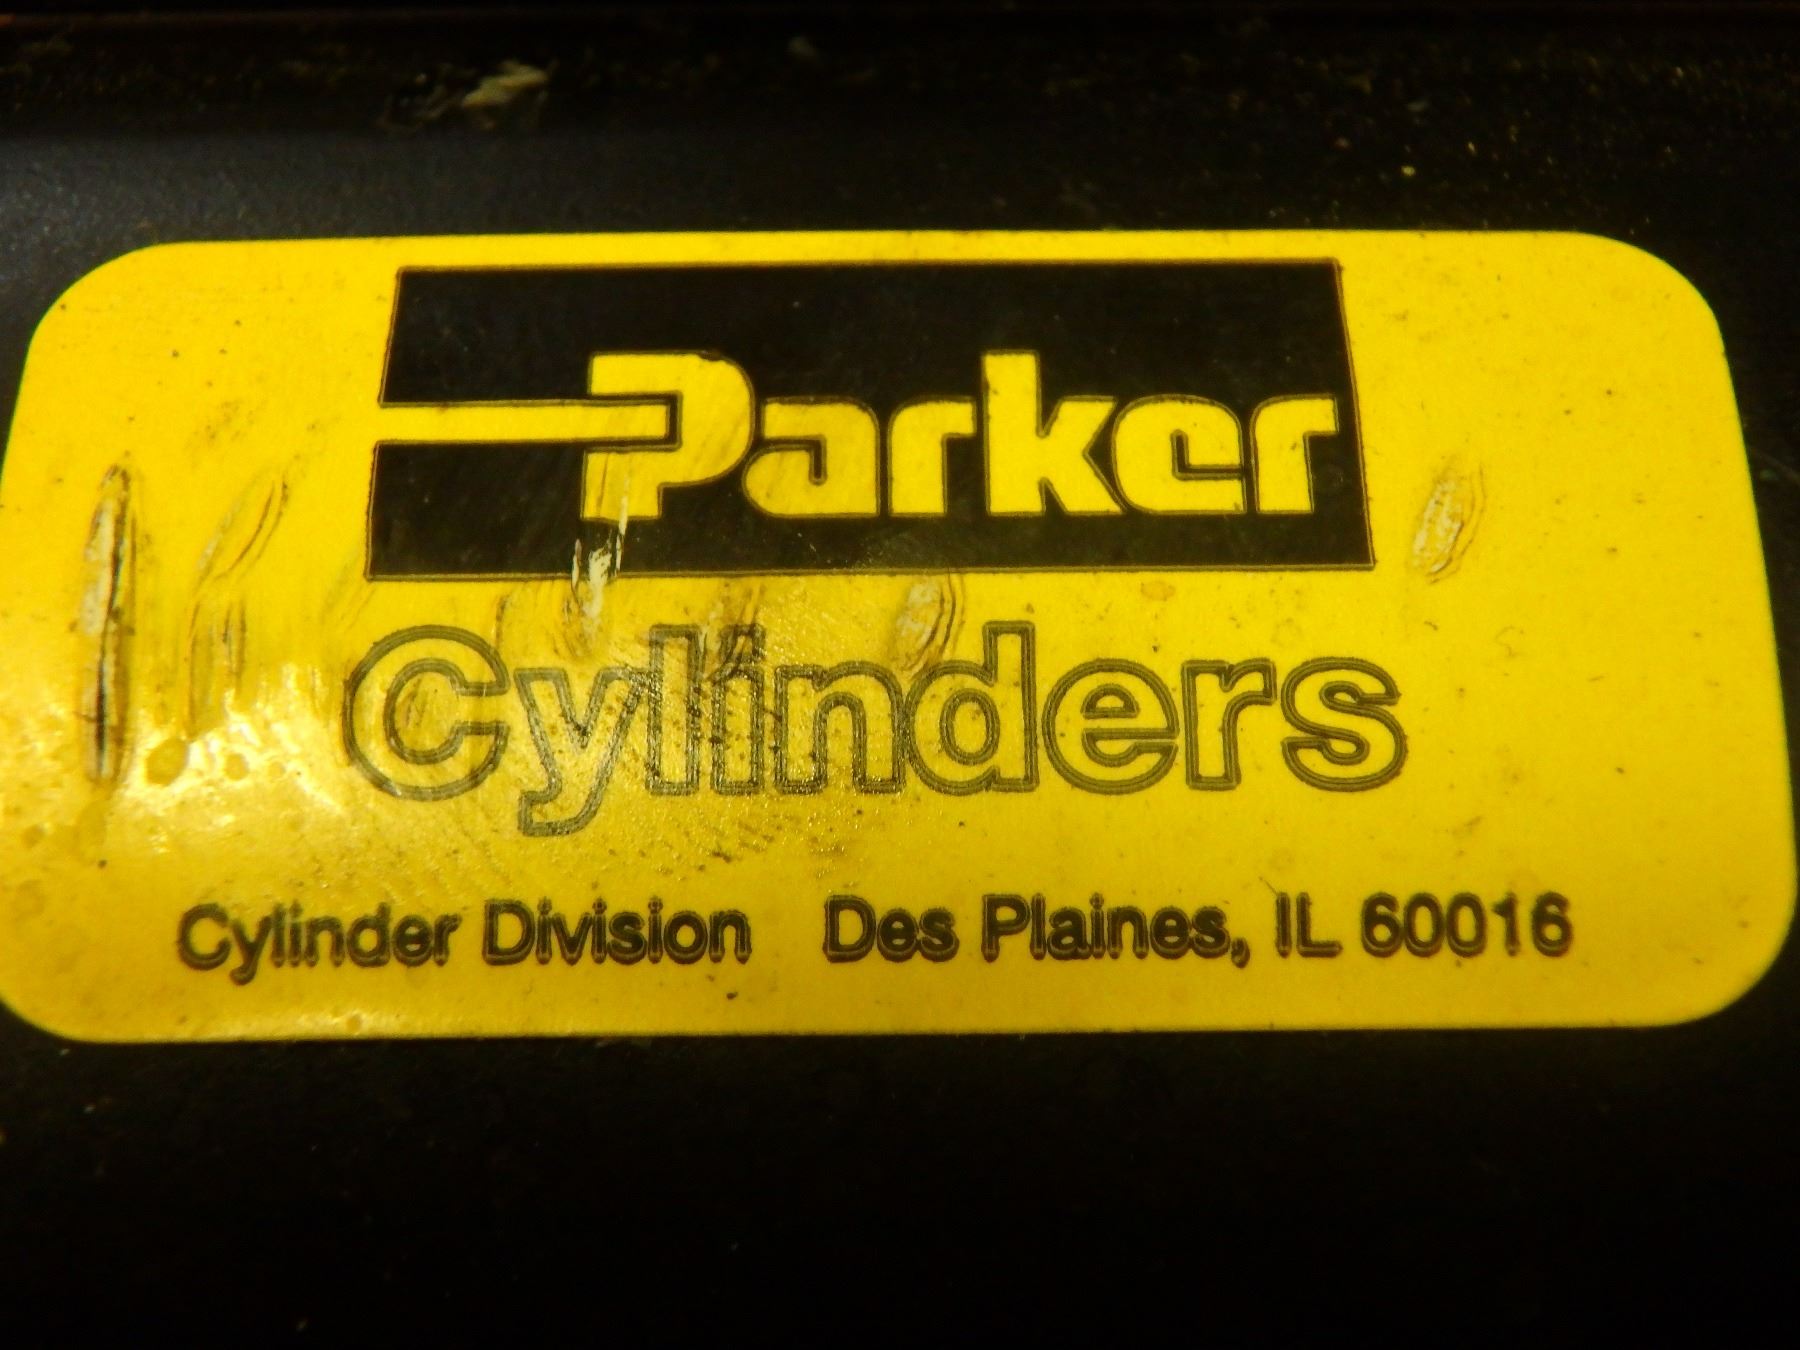 Parker
Cylinders
Cylinder Division Des Plaines, IL 60016